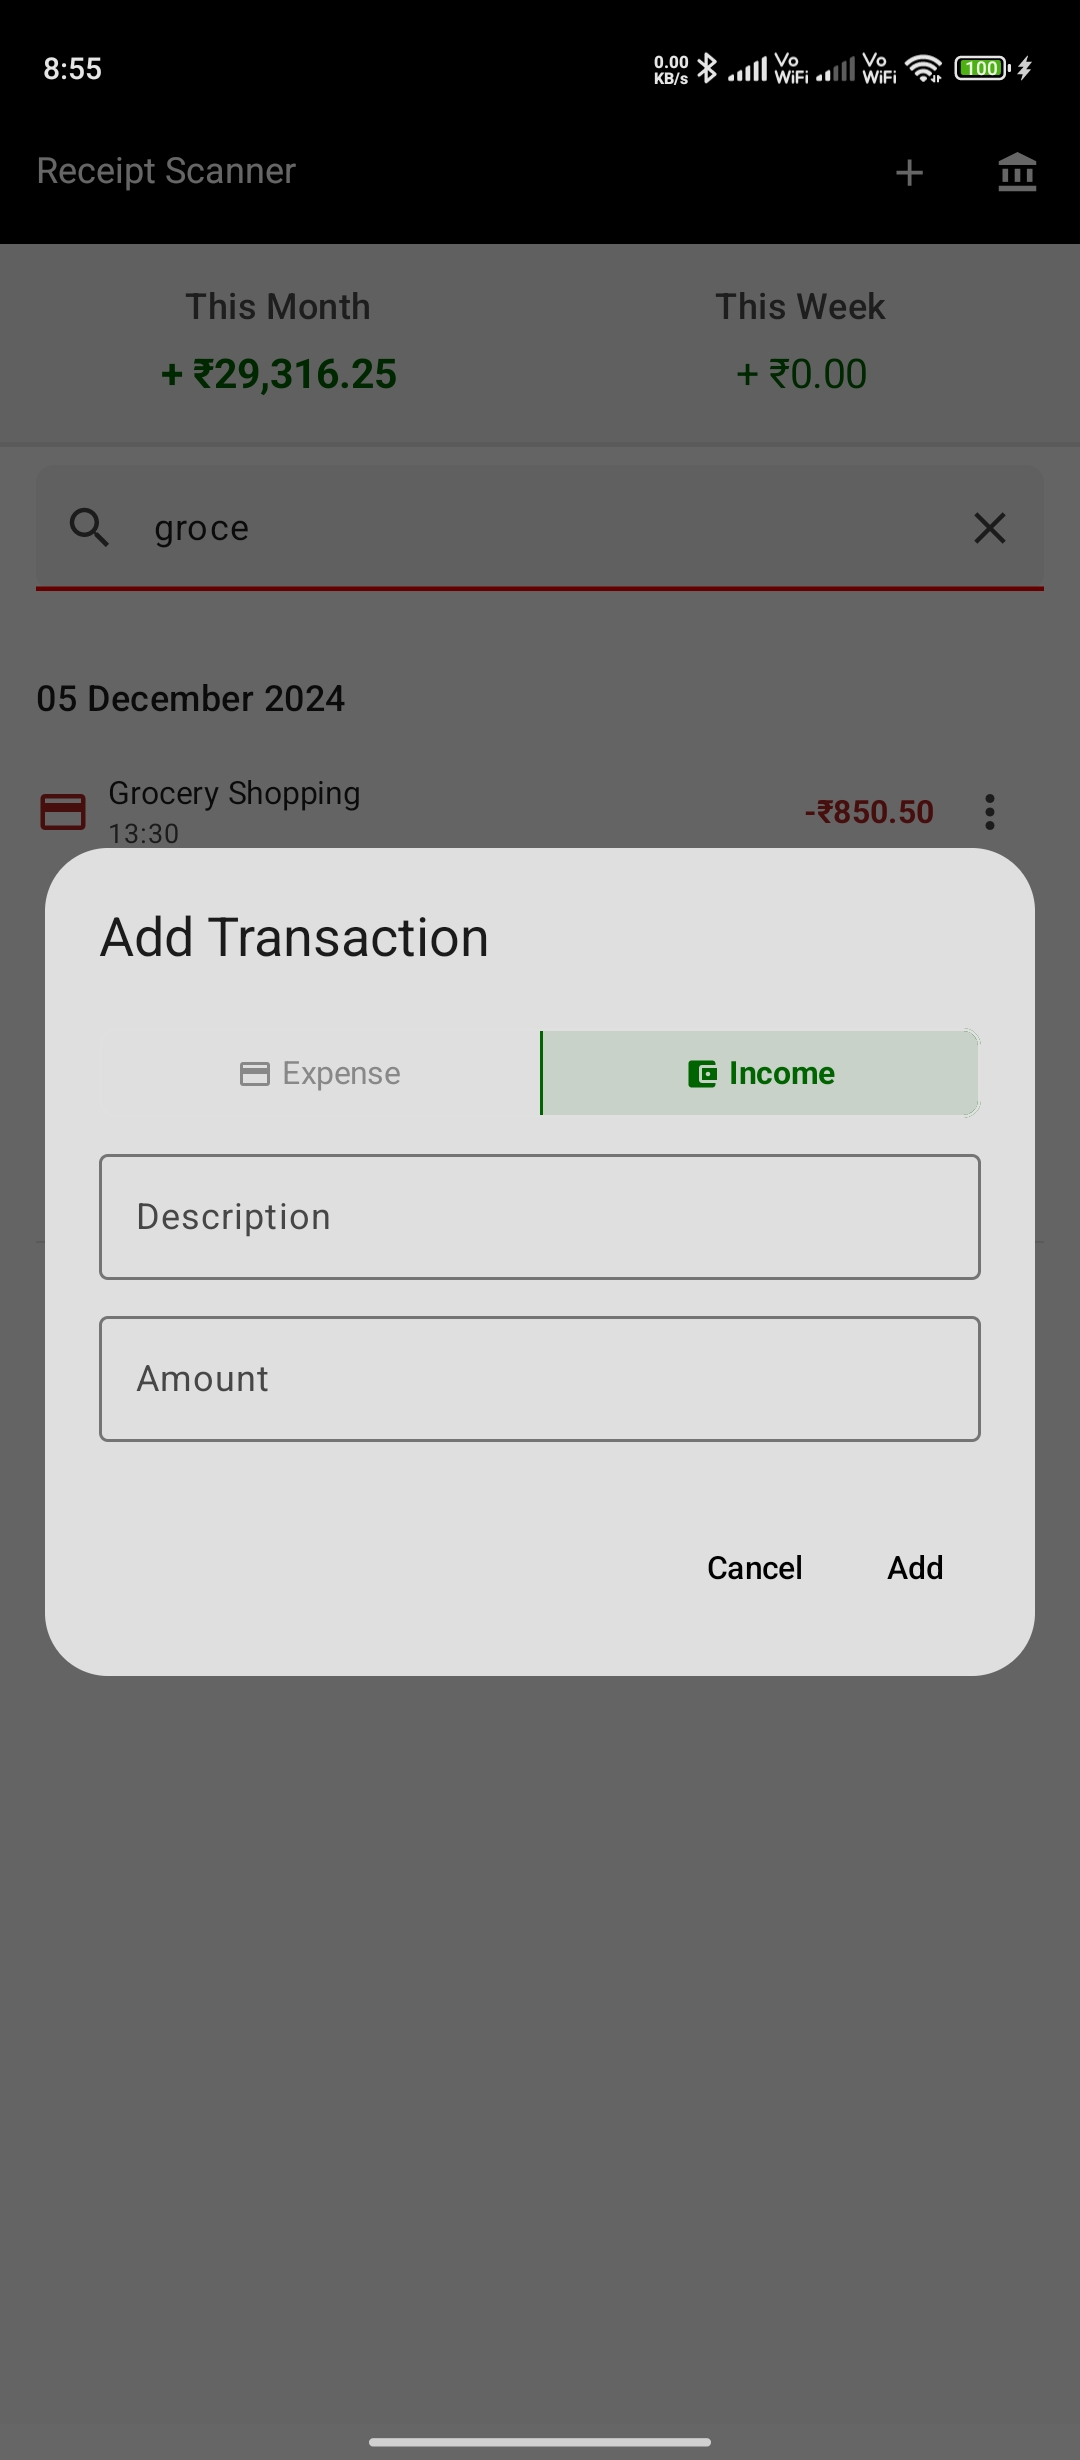 8:55
0.00
KB/s
Vo
WiFi
Vo
WiFi
100
Receipt Scanner
This Month
This Week
+ ₹29,316.25
+ ₹0.00
groce
05 December 2024
Grocery Shopping
13:30
-₹850.50
Add Transaction
Expense
Income
Description
Amount
Cancel
Add